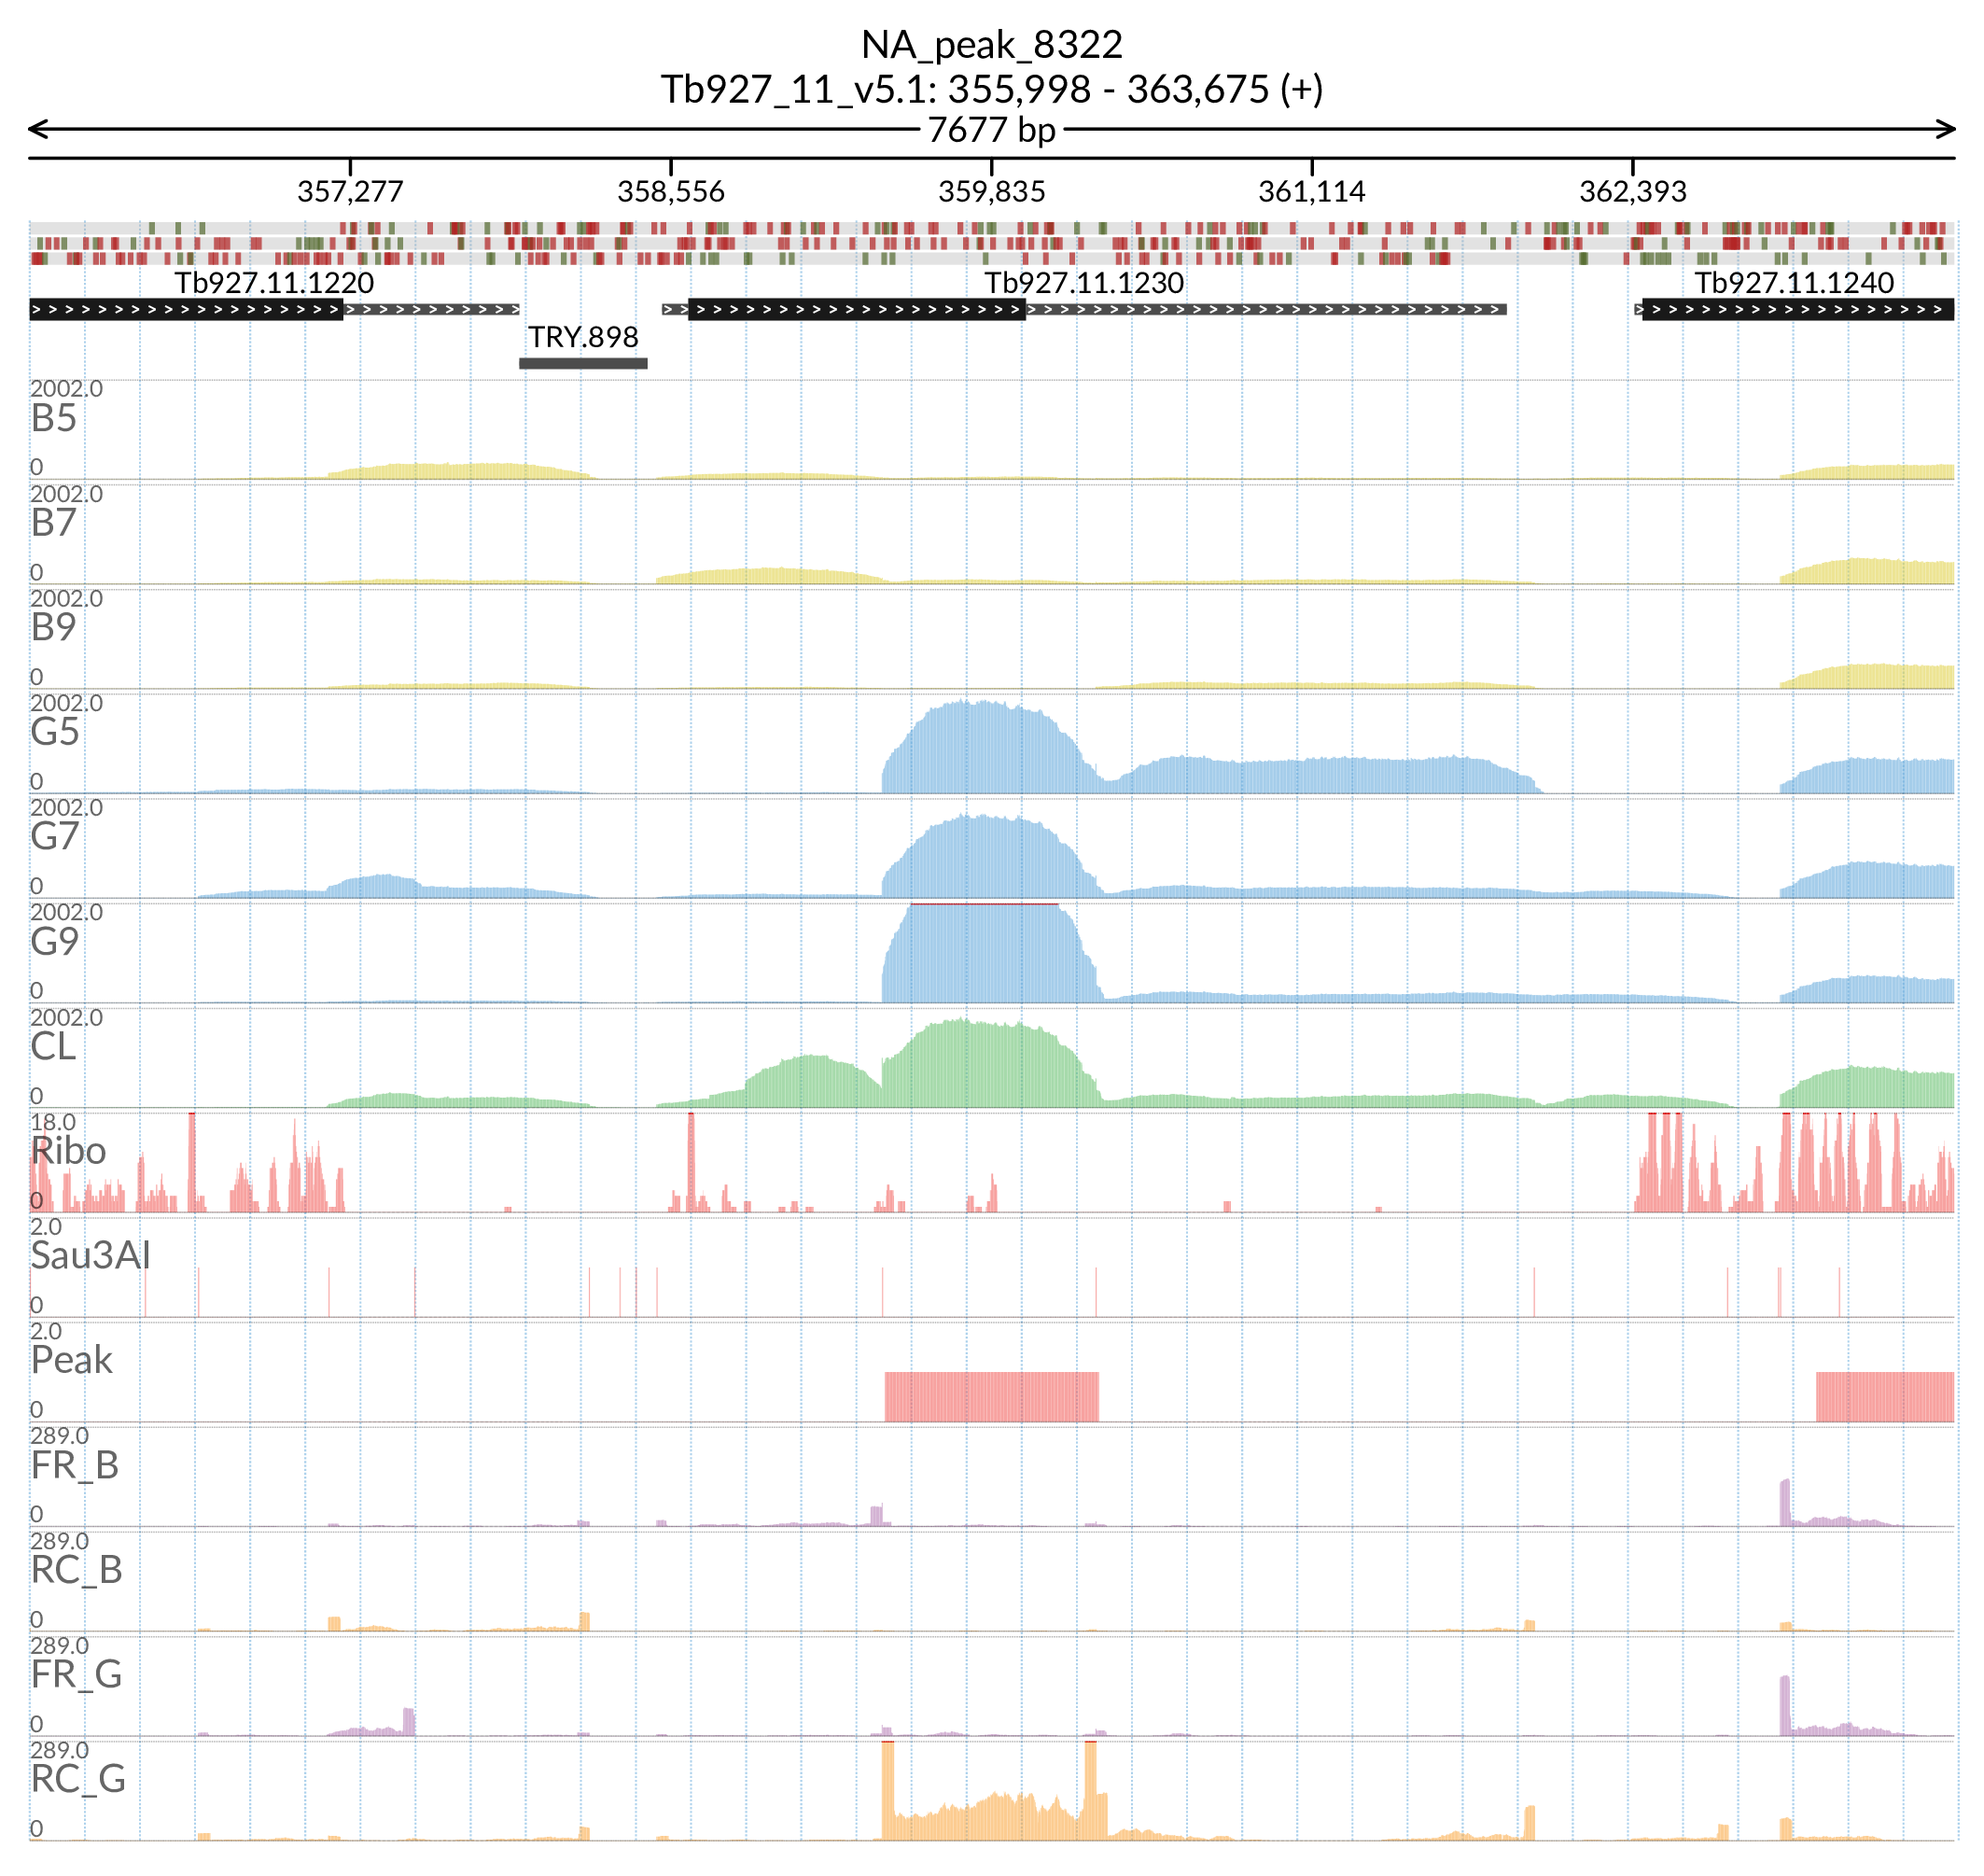 NA_peak_8322
Tb927_11_v5.1: 355,998 - 363,675 (+)
7677 bp
357,277 358,556 359,835 361,114 362,393
Tb927.11.1220 Tb927.11.1230 Tb927.11.1240
TRY.898
2002.0
B5
0
2002.0
B7
0
2002.0
B9
0
2002.0
G5
0
2002.0
G7
0
2002.0
G9
0
2002.0
CL
0
18.0
Ribo
0
2.0
Sau3AI
0
2.0
Peak
0
289.0
FR_B
0
289.0
RC_B
0
289.0
FR_G
0
289.0
RC_G
0